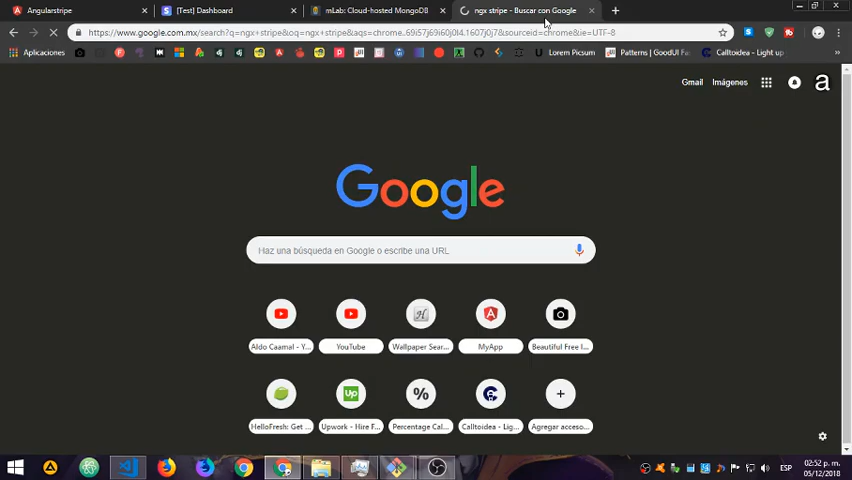 Angularstripe
[Test] Dashboard
mLab: Cloud-hosted MongoDB
ngx stripe - Buscar con Google
https://www.google.com.mx/search?q=ngx+stripe&oq=ngx+stripe&aqs=chrome..69i57j69i60j0l4.1607j0j7&sourceid=chrome&ie=UTF-8
Aplicaciones
Lorem Picsum
Patterns | GoodUI Fa
Calltoidea - Light up
Gmail
Imágenes
a
Google
Haz una búsqueda en Google o escribe una URL
Aldo Caamal - Y...
YouTube
Wallpaper Sear...
MyApp
Beautiful Free I...
HelloFresh: Get ...
Upwork - Hire F...
Percentage Cal...
Calltoidea - Lig...
Agregar acceso...
ESP
02:52 p. m.
05/12/2018